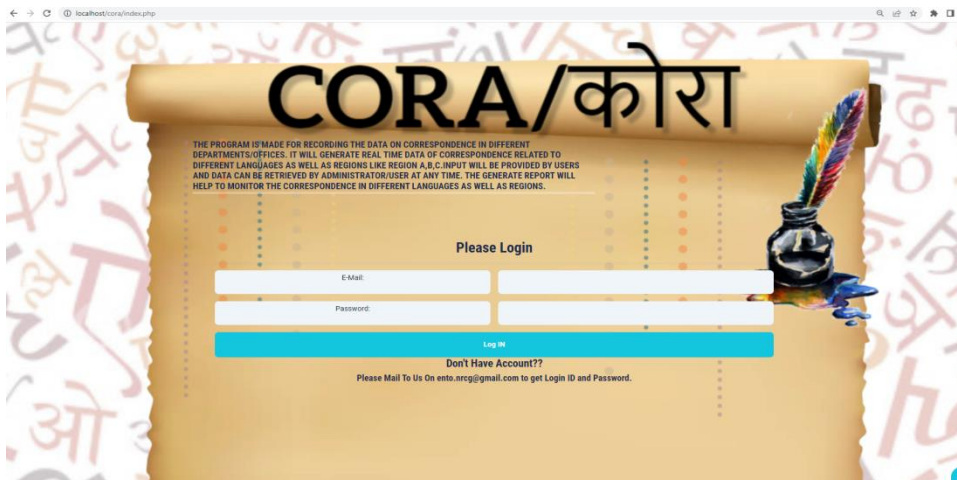 localhost/cora/index.php
CORA/कोरा
THE PROGRAM IS MADE FOR RECORDING THE DATA ON CORRESPONDENCE IN DIFFERENT
DEPARTMENTS/OFFICES. IT WILL GENERATE REAL TIME DATA OF CORRESPONDENCE RELATED TO
DIFFERENT LANGUAGES AS WELL AS REGIONS LIKE REGION A,B,C.INPUT WILL BE PROVIDED BY USERS
AND DATA CAN BE RETRIEVED BY ADMINISTRATOR/USER AT ANY TIME. THE GENERATE REPORT WILL
HELP TO MONITOR THE CORRESPONDENCE IN DIFFERENT LANGUAGES AS WELL AS REGIONS.
Please Login
E-Mail:
Password:
Log IN
Don't Have Account??
Please Mail To Us On ento.nrcg@gmail.com to get Login ID and Password.